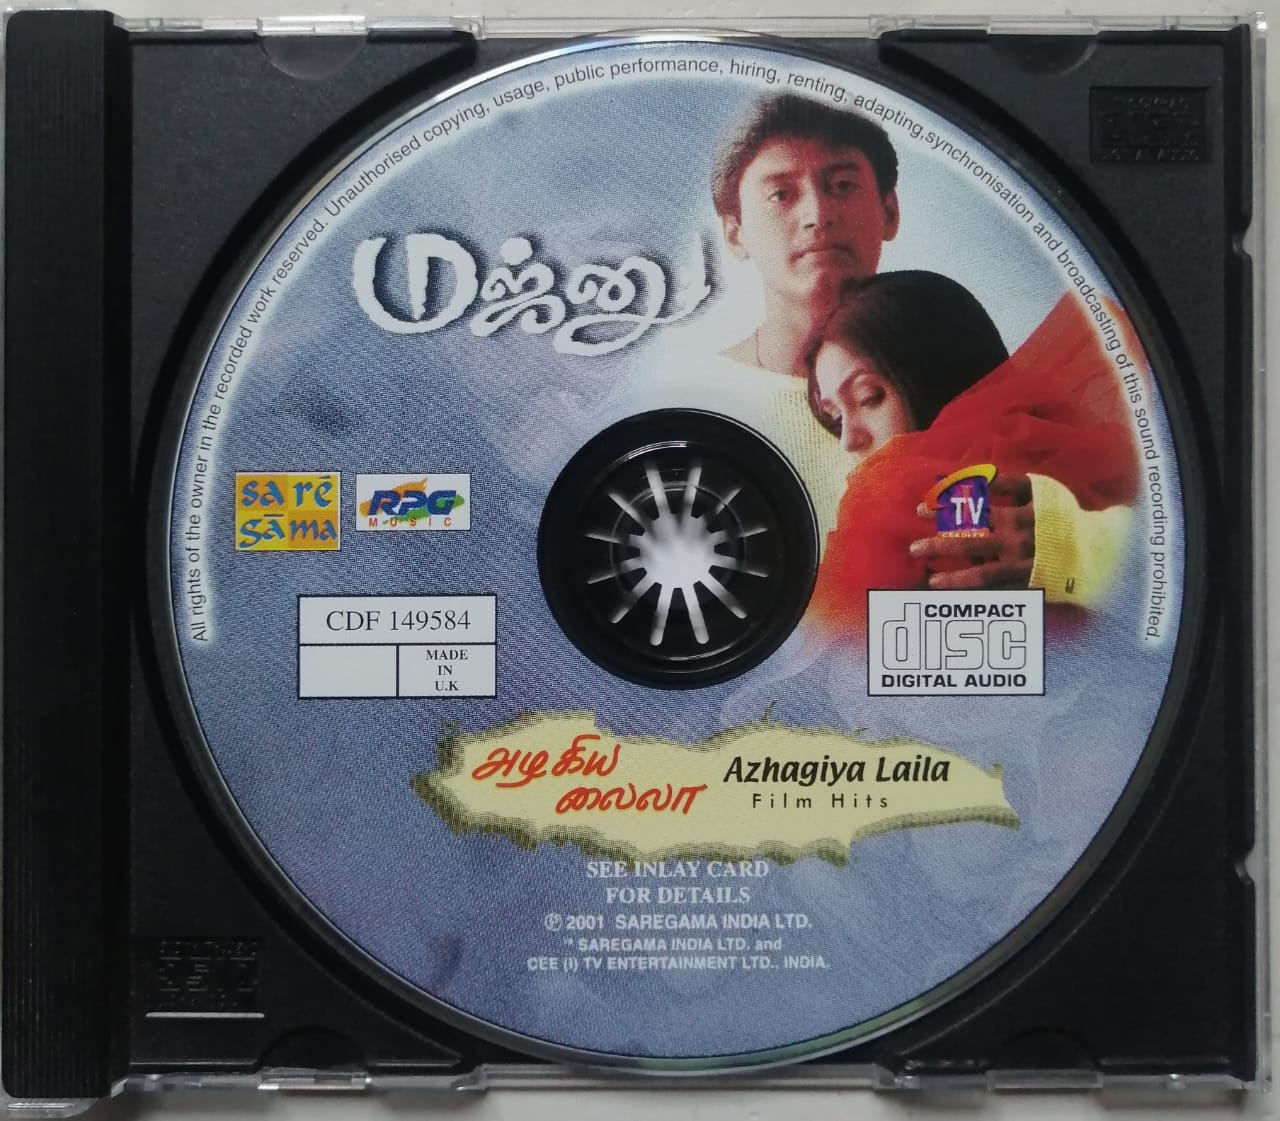 All rights of the owner in the recorded work reserved. Unauthorised copying, usage, public performance, hiring, renting, adapting,synchronisation and broadcasting of this sound recording prohibited.
மஜ்னு
sa rē
gāma
RPG
MUSIC
TV
CDF 149584
MADE
IN
U.K
COMPACT
disc
DIGITAL AUDIO
அழகிய
லைலா
Azhagiya Laila
Film Hits
SEE INLAY CARD
FOR DETAILS
℗ 2001 SAREGAMA INDIA LTD.
SAREGAMA INDIA LTD. and
CEE (I) TV ENTERTAINMENT LTD., INDIA.